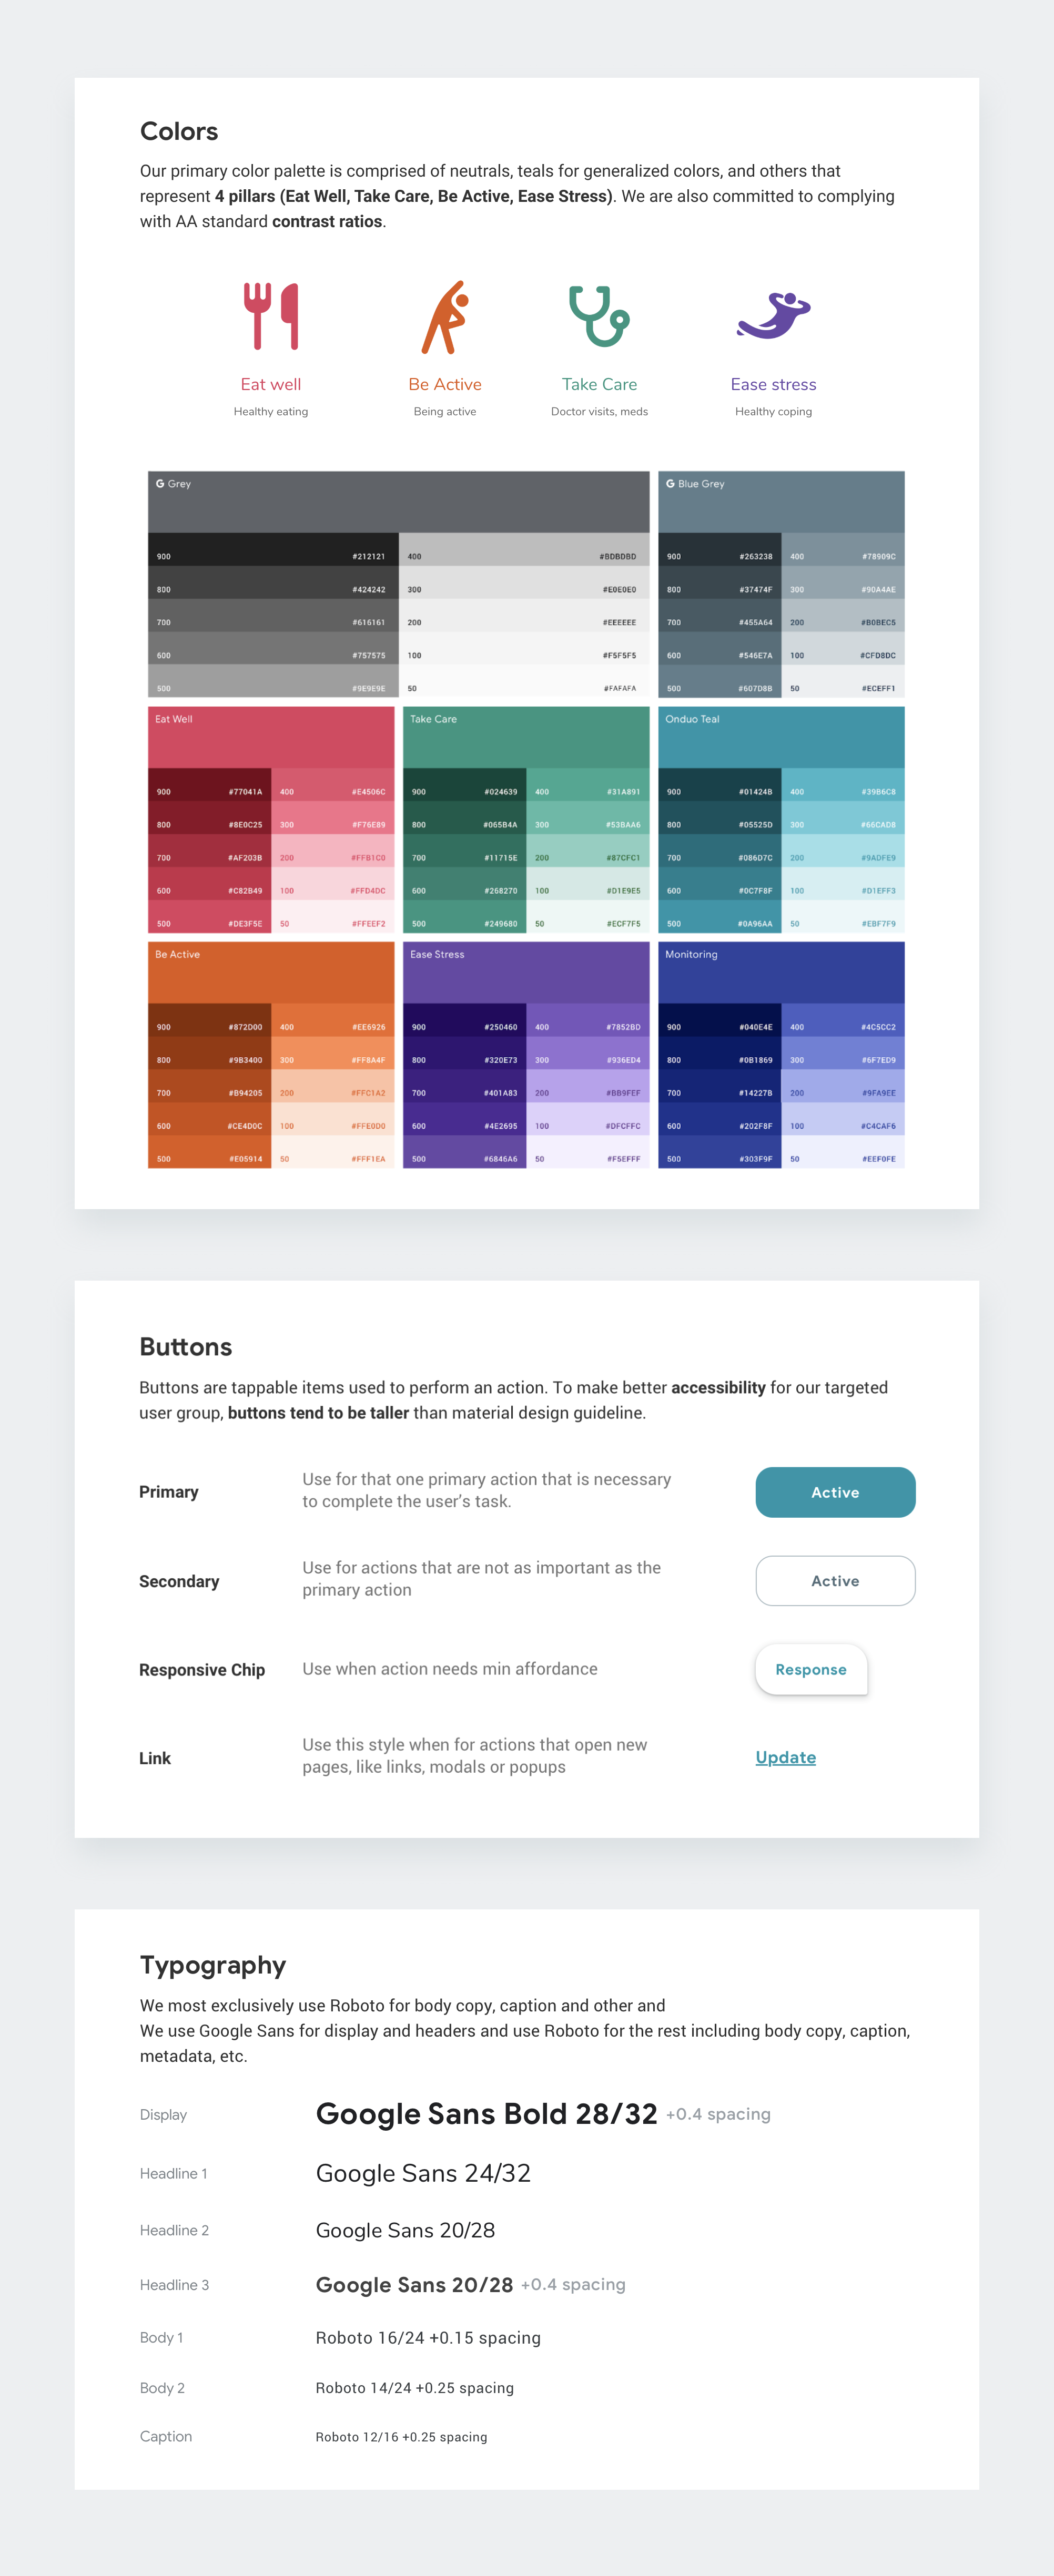 Colors
Our primary color palette is comprised of neutrals, teals for generalized colors, and others that
represent 4 pillars (Eat Well, Take Care, Be Active, Ease Stress). We are also committed to complying
with AA standard contrast ratios.
Eat well
Be Active
Take Care
Ease stress
Healthy eating
Being active
Doctor visits, meds
Healthy coping
G Grey
900 #212121 400 #BDBDBD
800 #424242 300 #E0E0E0
700 #616161 200 #EEEEEE
600 #757575 100 #F5F5F5
500 #9E9E9E 50 #FAFAFA
G Blue Grey
900 #263238 400 #78909C
800 #37474F 300 #90A4AE
700 #455A64 200 #B0BEC5
600 #546E7A 100 #CFD8DC
500 #607D8B 50 #ECEFF1
Eat Well
900 #77041A 400 #E4506C
800 #8E0C25 300 #F76E89
700 #AF203B 200 #FFB1C0
600 #C82B49 100 #FFD4DC
500 #DE3F5E 50 #FFEEF2
Take Care
900 #024639 400 #31A891
800 #065B4A 300 #53BAA6
700 #11715E 200 #87CFC1
600 #268270 100 #D1E9E5
500 #249680 50 #ECF7F5
Onduo Teal
900 #01424B 400 #39B6C8
800 #05525D 300 #66CAD8
700 #086D7C 200 #9ADFE9
600 #0C7F8F 100 #D1EFF3
500 #0A96AA 50 #EBF7F9
Be Active
900 #872D00 400 #EE6926
800 #9B3400 300 #FF8A4F
700 #B94205 200 #FFC1A2
600 #CE4D0C 100 #FFE0D0
500 #E05914 50 #FFF1EA
Ease Stress
900 #250460 400 #7852BD
800 #320E73 300 #936ED4
700 #401A83 200 #BB9FEF
600 #4E2695 100 #DFCFFC
500 #6846A6 50 #F5EFFF
Monitoring
900 #040E4E 400 #4C5CC2
800 #0B1869 300 #6F7ED9
700 #14227B 200 #9FA9EE
600 #202F8F 100 #C4CAF6
500 #303F9F 50 #EEF0FE
Buttons
Buttons are tappable items used to perform an action. To make better accessibility for our targeted
user group, buttons tend to be taller than material design guideline.
Primary
Use for that one primary action that is necessary
to complete the user's task.
Active
Secondary
Use for actions that are not as important as the
primary action
Active
Responsive Chip
Use when action needs min affordance
Response
Link
Use this style when for actions that open new
pages, like links, modals or popups
Update
Typography
We most exclusively use Roboto for body copy, caption and other and
We use Google Sans for display and headers and use Roboto for the rest including body copy, caption,
metadata, etc.
Display Google Sans Bold 28/32 +0.4 spacing
Headline 1 Google Sans 24/32
Headline 2 Google Sans 20/28
Headline 3 Google Sans 20/28 +0.4 spacing
Body 1 Roboto 16/24 +0.15 spacing
Body 2 Roboto 14/24 +0.25 spacing
Caption Roboto 12/16 +0.25 spacing